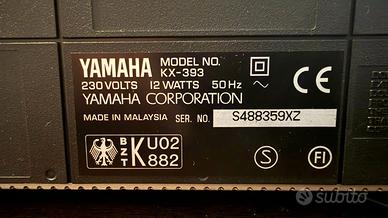 YAMAHA MODEL NO. KX-393
230 VOLTS 12 WATTS 50 Hz
YAMAHA CORPORATION
MADE IN MALAYSIA SER. NO. S488359XZ
CE
BZT K U02 882
S
FI
subito